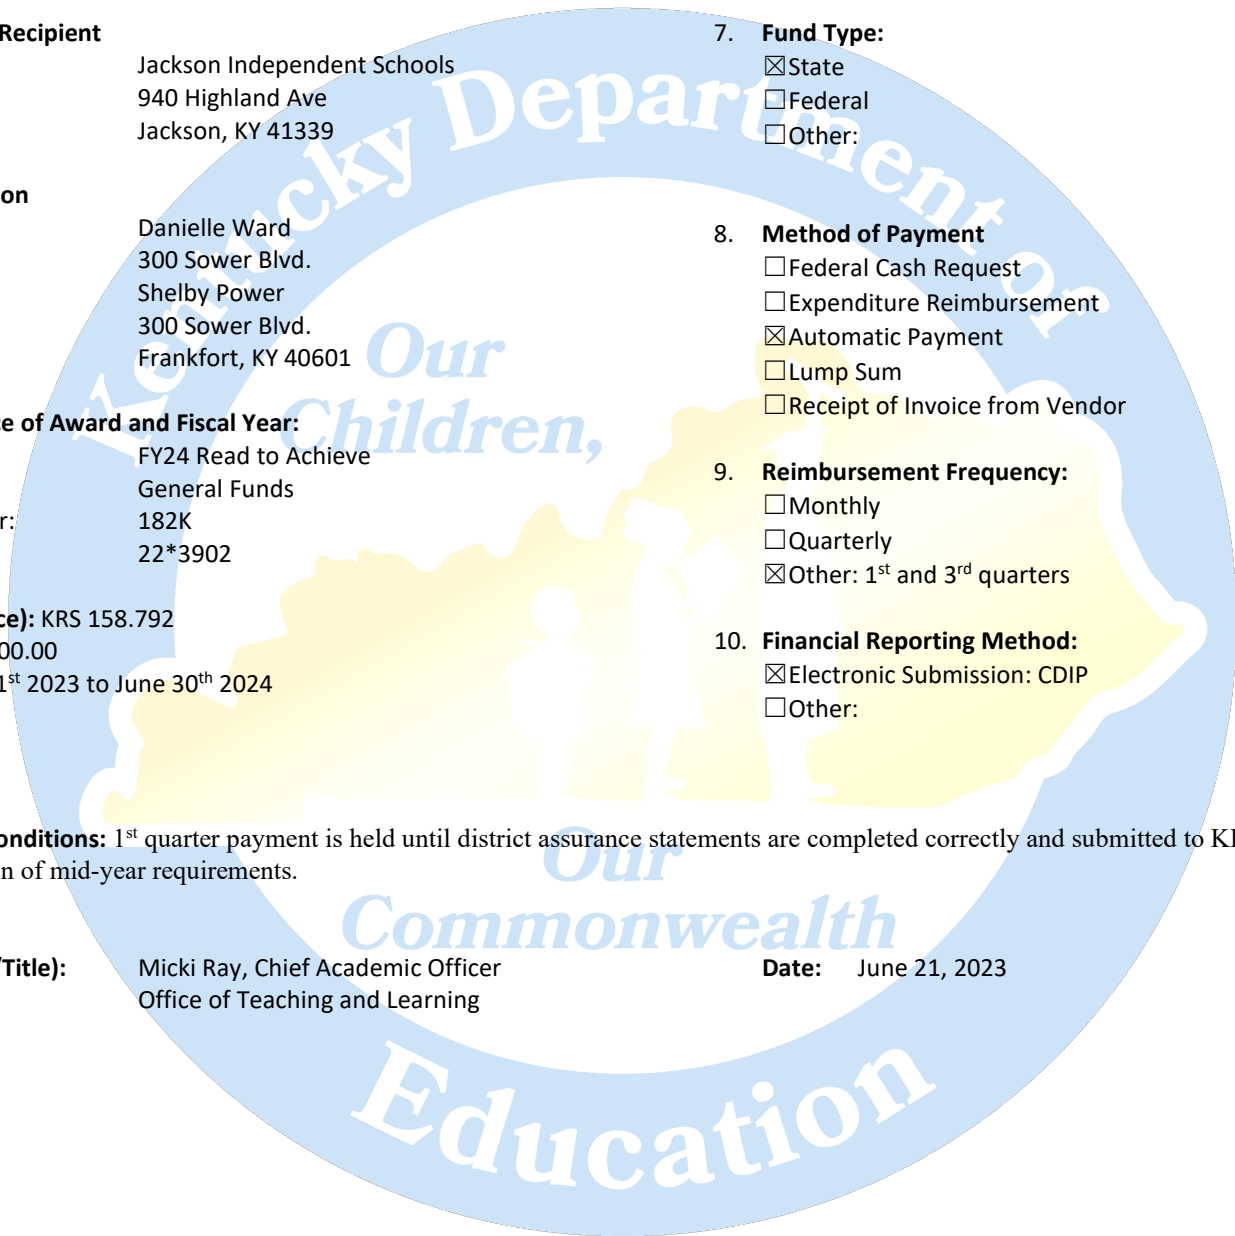 Recipient
Jackson Independent Schools
940 Highland Ave
Jackson, KY 41339
on
Danielle Ward
300 Sower Blvd.
Shelby Power
300 Sower Blvd.
Frankfort, KY 40601
e of Award and Fiscal Year:
FY24 Read to Achieve
General Funds
r: 182K
22*3902
ce): KRS 158.792
00.00
1st 2023 to June 30th 2024
7. Fund Type:
☒State
☐Federal
☐Other:
8. Method of Payment
☐Federal Cash Request
☐Expenditure Reimbursement
☒Automatic Payment
☐Lump Sum
☐Receipt of Invoice from Vendor
9. Reimbursement Frequency:
☐Monthly
☐Quarterly
☒Other: 1st and 3rd quarters
10. Financial Reporting Method:
☒Electronic Submission: CDIP
☐Other:
onditions: 1st quarter payment is held until district assurance statements are completed correctly and submitted to KI
n of mid-year requirements.
/Title): Micki Ray, Chief Academic Officer
Office of Teaching and Learning
Date: June 21, 2023
Kentucky Department of
Education
Our
Children,
Our
Commonwealth